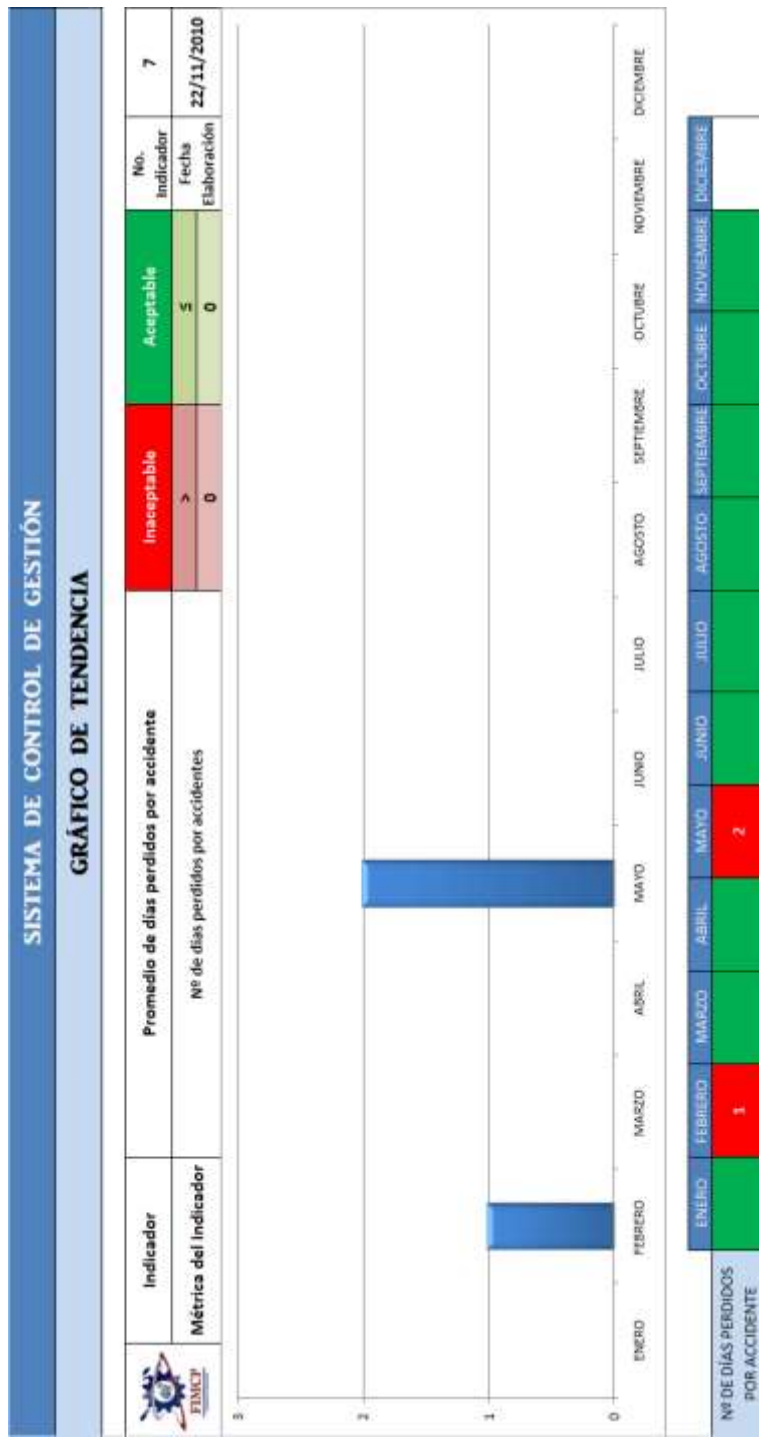 SISTEMA DE CONTROL DE GESTIÓN
GRÁFICO DE TENDENCIA
FIMCP
Indicador
Promedio de días perdidos por accidente
Inaceptable
Aceptable
No.
Indicador
7
Métrica del Indicador
Nº de días perdidos por accidentes
>
≤
0
0
Fecha
Elaboración
22/11/2010
3
2
1
0
ENERO FEBRERO MARZO ABRIL MAYO JUNIO JULIO AGOSTO SEPTIEMBRE OCTUBRE NOVIEMBRE DICIEMBRE
ENERO FEBRERO MARZO ABRIL MAYO JUNIO JULIO AGOSTO SEPTIEMBRE OCTUBRE NOVIEMBRE DICIEMBRE
Nº DE DÍAS PERDIDOS
POR ACCIDENTE
1 2